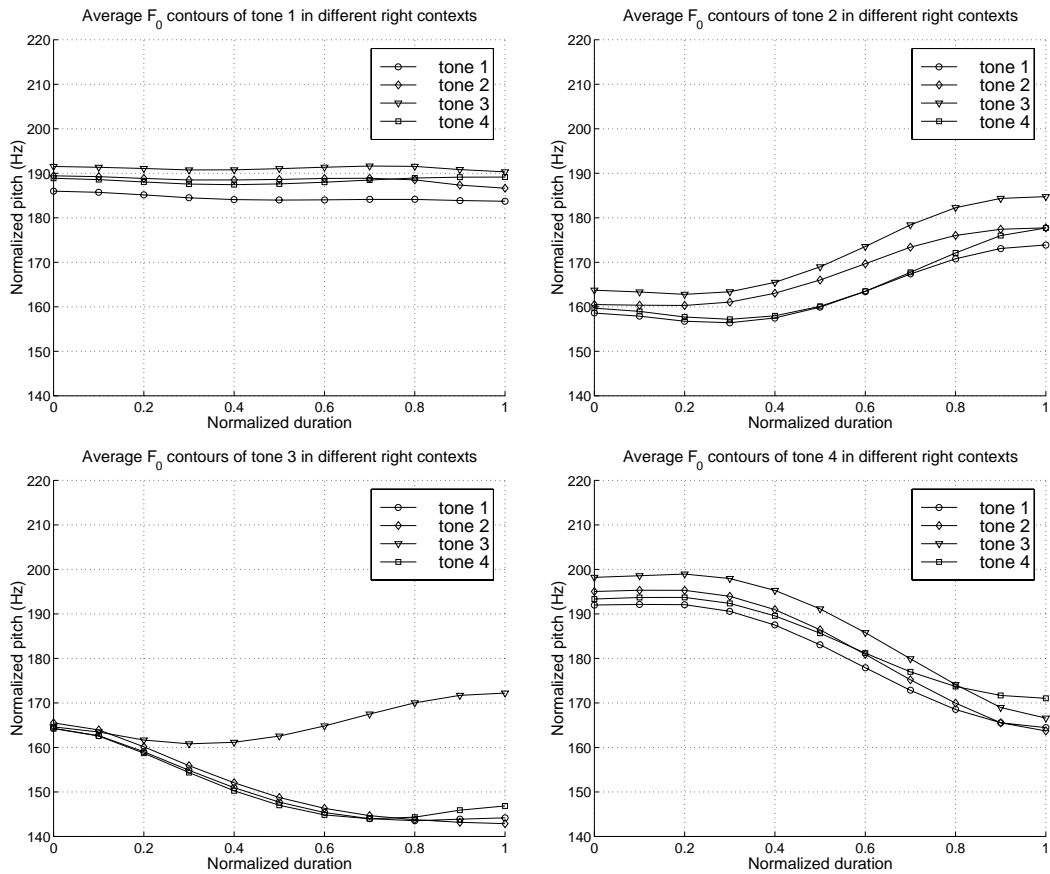 Average F0 contours of tone 1 in different right contexts
220
210
200
190
180
170
160
150
140
Normalized pitch (Hz)
0 0.2 0.4 0.6 0.8 1
Normalized duration
tone 1
tone 2
tone 3
tone 4
Average F0 contours of tone 2 in different right contexts
220
210
200
190
180
170
160
150
140
Normalized pitch (Hz)
0 0.2 0.4 0.6 0.8 1
Normalized duration
tone 1
tone 2
tone 3
tone 4
Average F0 contours of tone 3 in different right contexts
220
210
200
190
180
170
160
150
140
Normalized pitch (Hz)
0 0.2 0.4 0.6 0.8 1
Normalized duration
tone 1
tone 2
tone 3
tone 4
Average F0 contours of tone 4 in different right contexts
220
210
200
190
180
170
160
150
140
Normalized pitch (Hz)
0 0.2 0.4 0.6 0.8 1
Normalized duration
tone 1
tone 2
tone 3
tone 4